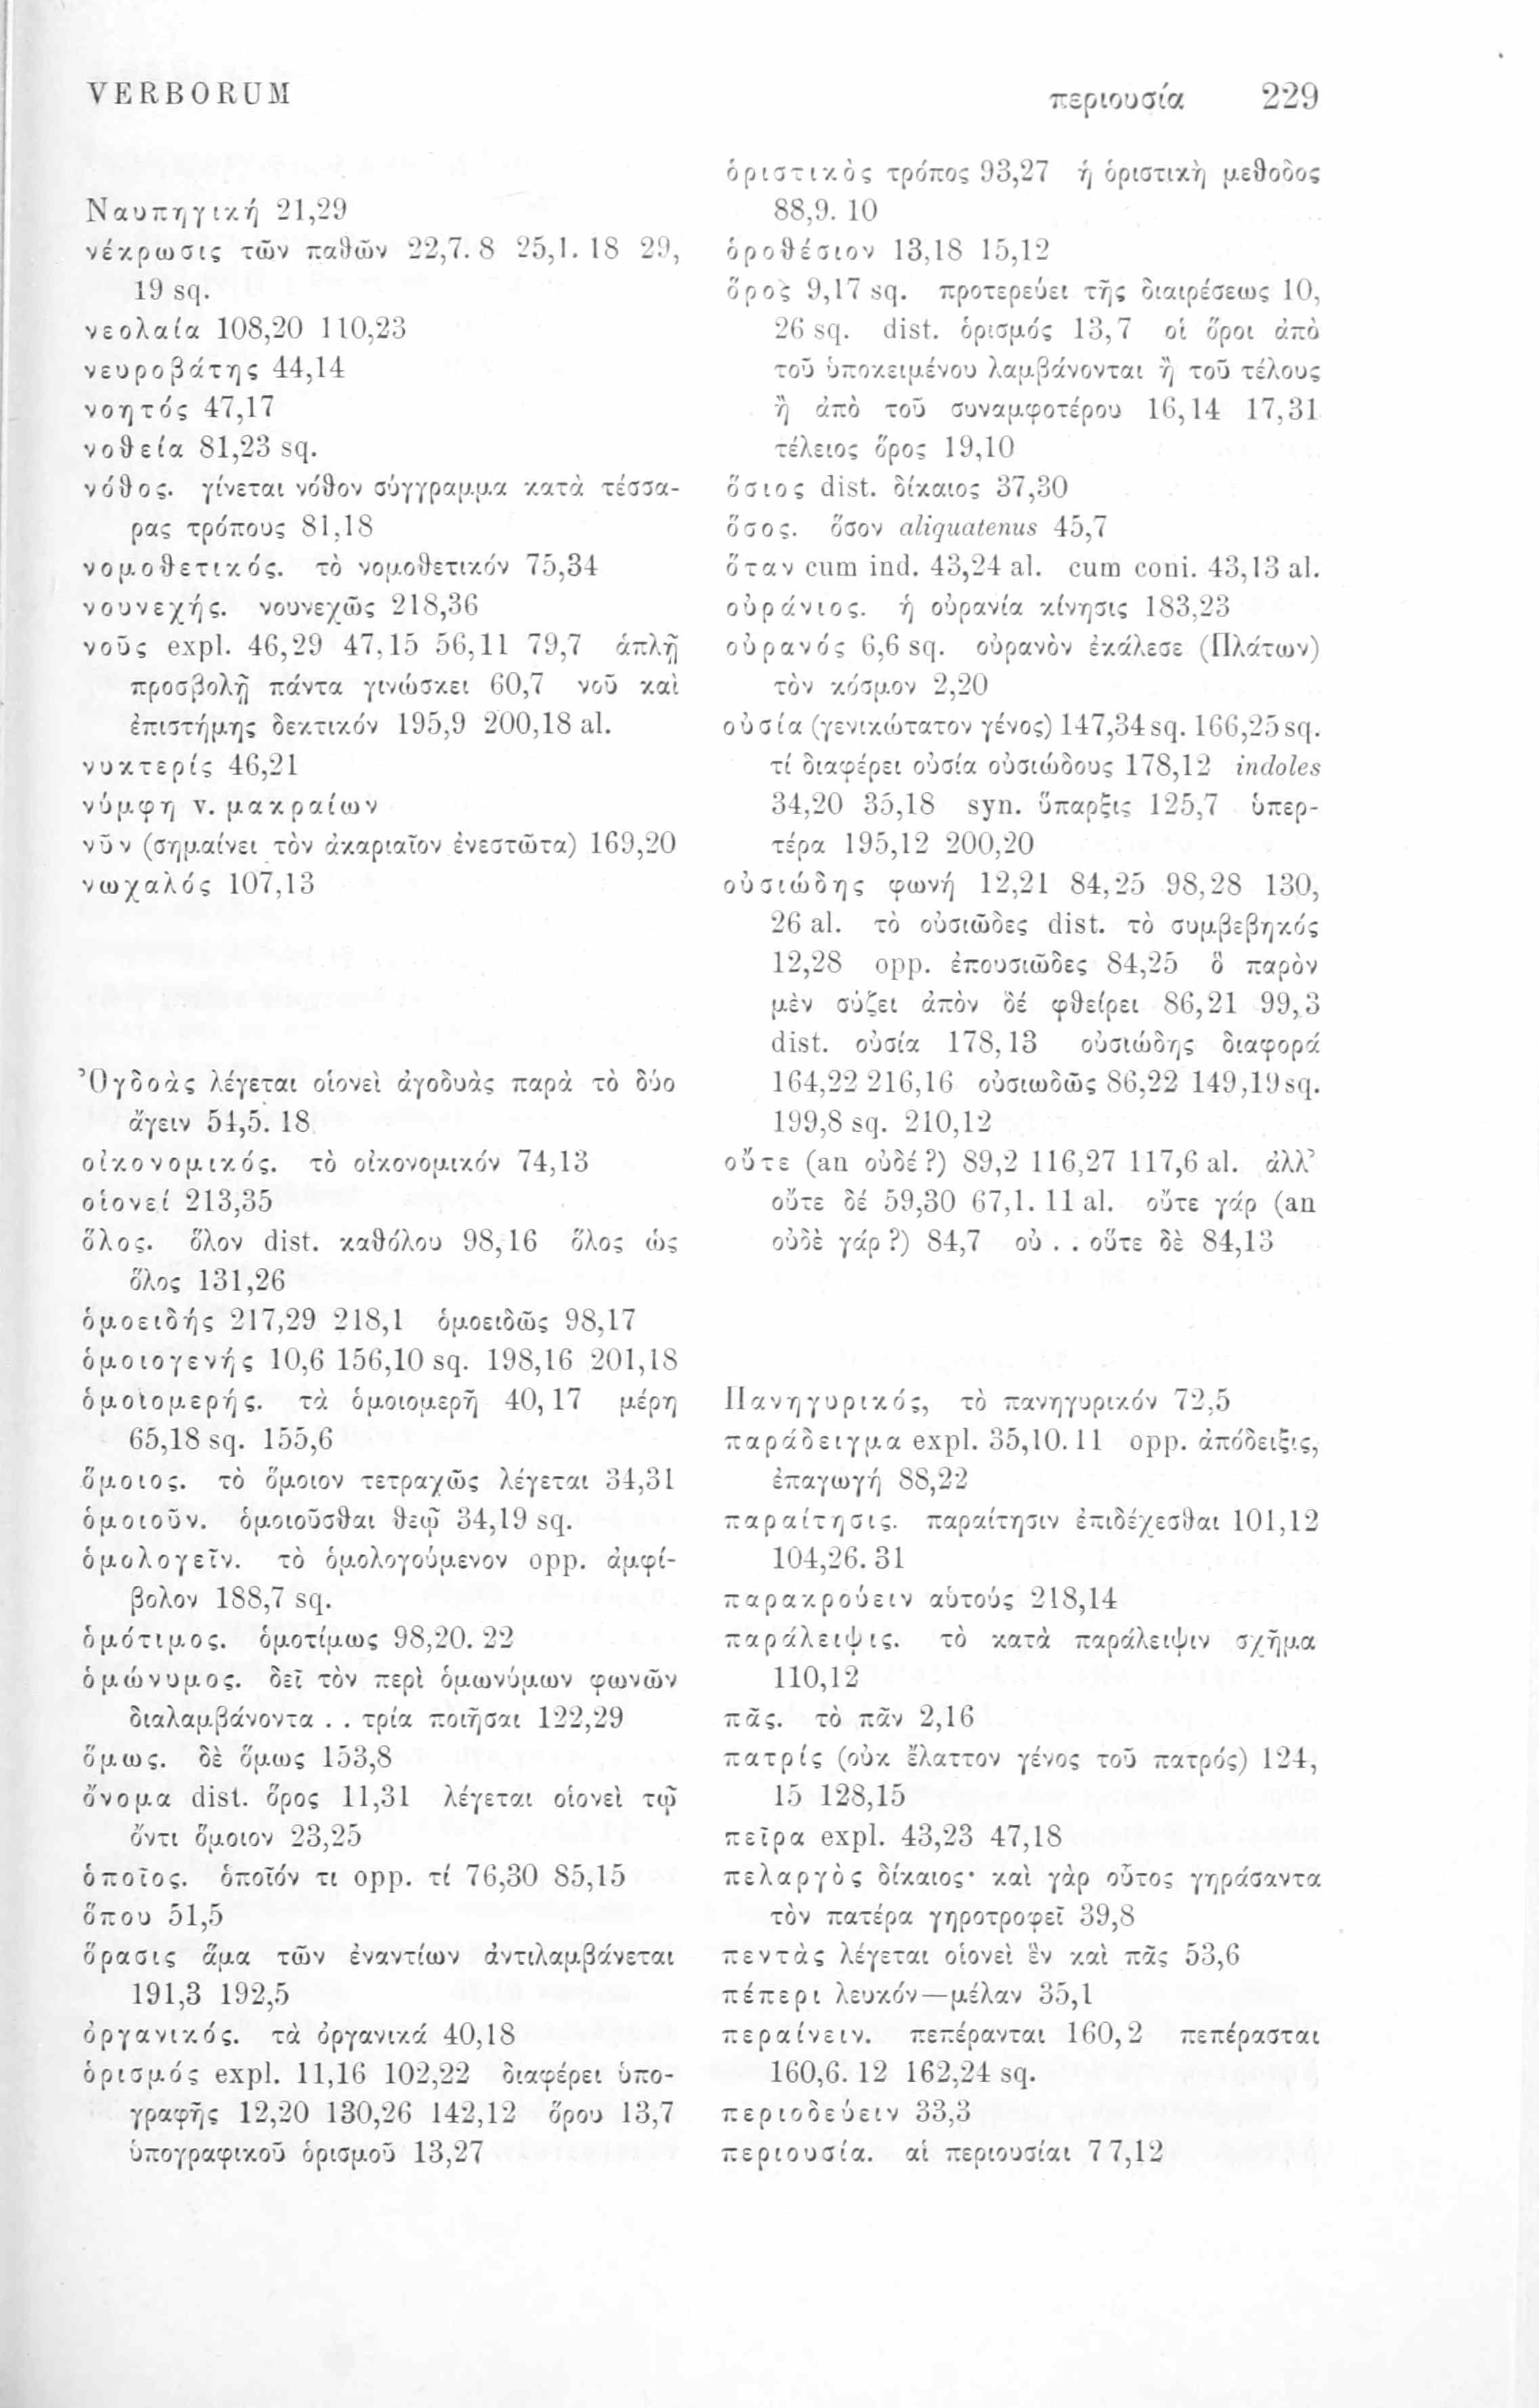 VERBORUM περιουσία 229
Ναυπηγική 21,29
νέκρωσις τῶν παθῶν 22,7. 8 25,1. 18 29,
19 sq.
νεολαία 108,20 110,23
νευροβάτης 44,14
νοητός 47,17
νοθεία 81,23 sq.
νόθος. γίνεται νόθον σύγγραμμα κατὰ τέσσα-
ρας τρόπους 81,18
νομοθετικός. τὸ νομοθετικόν 75,34
νουνεχής. νουνεχῶς 218,36
νοῦς expl. 46,29 47,15 56,11 79,7 ἁπλῇ
προσβολῇ πάντα γινώσκει 60,7 νοῦ καὶ
ἐπιστήμης δεκτικόν 195,9 200,18 al.
νυκτερίς 46,21
νύμφη v. μακραίων
νῦν (σημαίνει τὸν ἀκαριαῖον ἐνεστῶτα) 169,20
νωχαλός 107,13
Ὀγδοὰς λέγεται οἱονεὶ ἀγοδυὰς παρὰ τὸ δύο
ἄγειν 54,5. 18
οἰκονομικός. τὸ οἰκονομικόν 74,13
οἱονεί 213,35
ὅλος. ὅλον dist. καθόλου 98,16 ὅλος ὡς
ὅλος 131,26
ὁμοειδής 217,29 218,1 ὁμοειδῶς 98,17
ὁμοιογενής 10,6 156,10 sq. 198,16 201,18
ὁμοιομερής. τὰ ὁμοιομερῆ 40,17 μέρη
65,18 sq. 155,6
ὅμοιος. τὸ ὅμοιον τετραχῶς λέγεται 34,31
ὁμοιοῦν. ὁμοιοῦσθαι θεῷ 34,19 sq.
ὁμολογεῖν. τὸ ὁμολογούμενον opp. ἀμφί-
βολον 188,7 sq.
ὁμότιμος. ὁμοτίμως 98,20. 22
ὁμώνυμος. δεῖ τὸν περὶ ὁμωνύμων φωνῶν
διαλαμβάνοντα . . τρία ποιῆσαι 122,29
ὅμως. δὲ ὅμως 153,8
ὄνομα dist. ὅρος 11,31 λέγεται οἱονεὶ τῷ
ὄντι ὅμοιον 23,25
ὁποῖος. ὁποῖόν τι opp. τί 76,30 85,15
ὅπου 51,5
ὅρασις ἅμα τῶν ἐναντίων ἀντιλαμβάνεται
191,3 192,5
ὀργανικός. τὰ ὀργανικά 40,18
ὁρισμός expl. 11,16 102,22 διαφέρει ὑπο-
γραφῆς 12,20 130,26 142,12 ὅρου 13,7
ὑπογραφικοῦ ὁρισμοῦ 13,27
ὁριστικὸς τρόπος 93,27 ἡ ὁριστικὴ μεθοδος
88,9. 10
ὁροθέσιον 13,18 15,12
ὅρος 9,17 sq. προτερεύει τῆς διαιρέσεως 10,
26 sq. dist. ὁρισμός 13,7 οἱ ὅροι ἀπὸ
τοῦ ὑποκειμένου λαμβάνονται ἢ τοῦ τέλους
ἢ ἀπὸ τοῦ συναμφοτέρου 16,14 17,31
τέλειος ὅρος 19,10
ὅσιος dist. δίκαιος 37,30
ὅσος. ὅσον aliquatenus 45,7
ὅταν cum ind. 43,24 al. cum coni. 43,13 al.
οὐράνιος. ἡ οὐρανία κίνησις 183,23
οὐρανός 6,6 sq. οὐρανὸν ἐκάλεσε (Πλάτων)
τὸν κόσμον 2,20
οὐσία (γενικώτατον γένος) 147,34 sq. 166,25 sq.
τί διαφέρει οὐσία οὐσιώδους 178,12 indoles
34,20 35,18 syn. ὕπαρξις 125,7 ὑπερ-
τέρα 195,12 200,20
οὐσιώδης φωνή 12,21 84,25 98,28 130,
26 al. τὸ οὐσιῶδες dist. τὸ συμβεβηκός
12,28 opp. ἐπουσιῶδες 84,25 ὃ παρὸν
μὲν σώζει ἀπὸν δέ φθείρει 86,21 99,3
dist. οὐσία 178,13 οὐσιώδης διαφορά
164,22 216,16 οὐσιωδῶς 86,22 149,19 sq.
199,8 sq. 210,12
οὔτε (an οὐδέ?) 89,2 116,27 117,6 al. ἀλλ’
οὔτε δέ 59,30 67,1. 11 al. οὔτε γάρ (an
οὐδὲ γάρ?) 84,7 οὐ . . οὔτε δὲ 84,13
Πανηγυρικός, τὸ πανηγυρικόν 72,5
παράδειγμα expl. 35,10. 11 opp. ἀπόδειξις,
ἐπαγωγή 88,22
παραίτησις. παραίτησιν ἐπιδέχεσθαι 101,12
104,26. 31
παρακρούειν αὑτούς 218,14
παράλειψις. τὸ κατὰ παράλειψιν σχῆμα
110,12
πᾶς. τὸ πᾶν 2,16
πατρίς (οὐκ ἔλαττον γένος τοῦ πατρός) 124,
15 128,15
πεῖρα expl. 43,23 47,18
πελαργὸς δίκαιος· καὶ γὰρ οὗτος γηράσαντα
τὸν πατέρα γηροτροφεῖ 39,8
πεντὰς λέγεται οἱονεὶ ἓν καὶ πᾶς 53,6
πέπερι λευκόν—μέλαν 35,1
περαίνειν. πεπέρανται 160,2 πεπέρασται
160,6. 12 162,24 sq.
περιοδεύειν 33,3
περιουσία. αἱ περιουσίαι 77,12